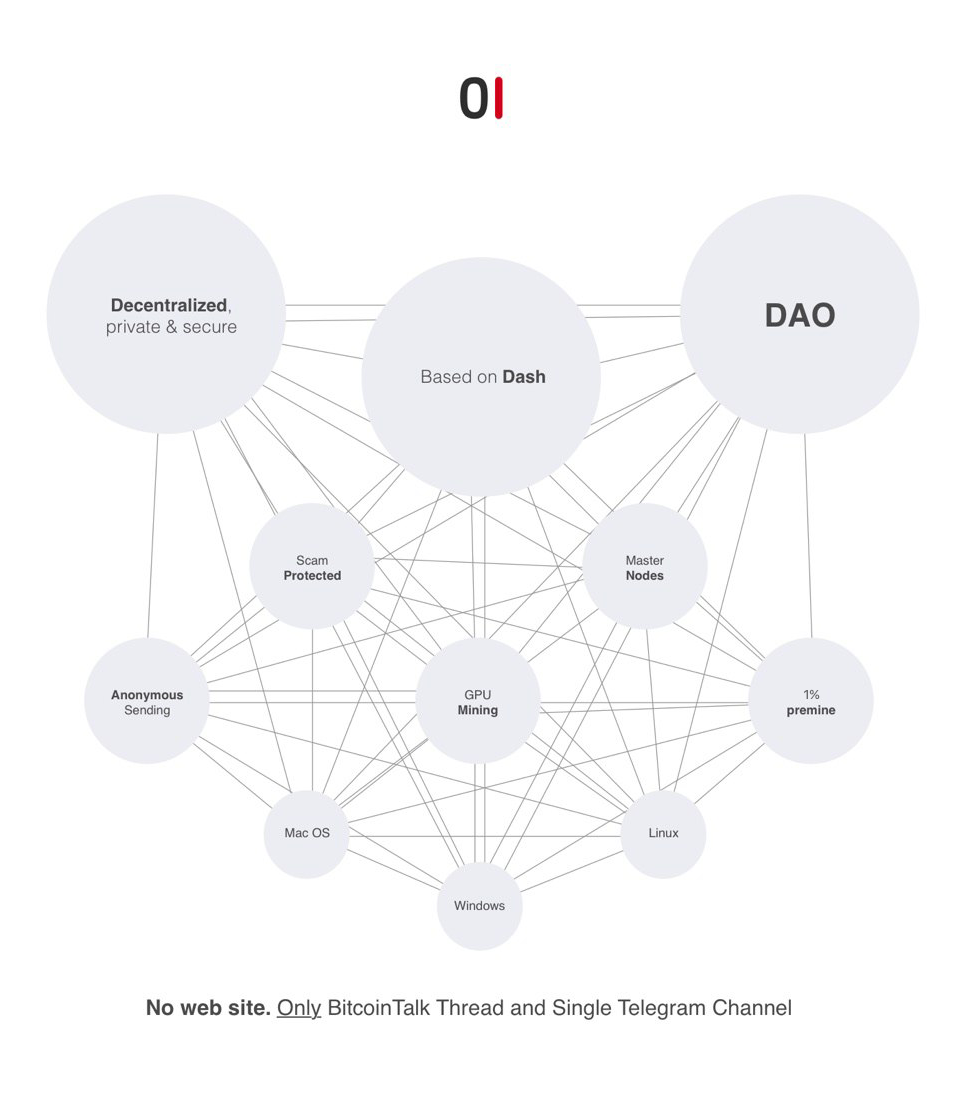 0|
Decentralized,
private & secure
DAO
Based on Dash
Scam
Protected
Master
Nodes
Anonymous
Sending
GPU
Mining
1%
premine
Mac OS
Linux
Windows
No web site. Only BitcoinTalk Thread and Single Telegram Channel